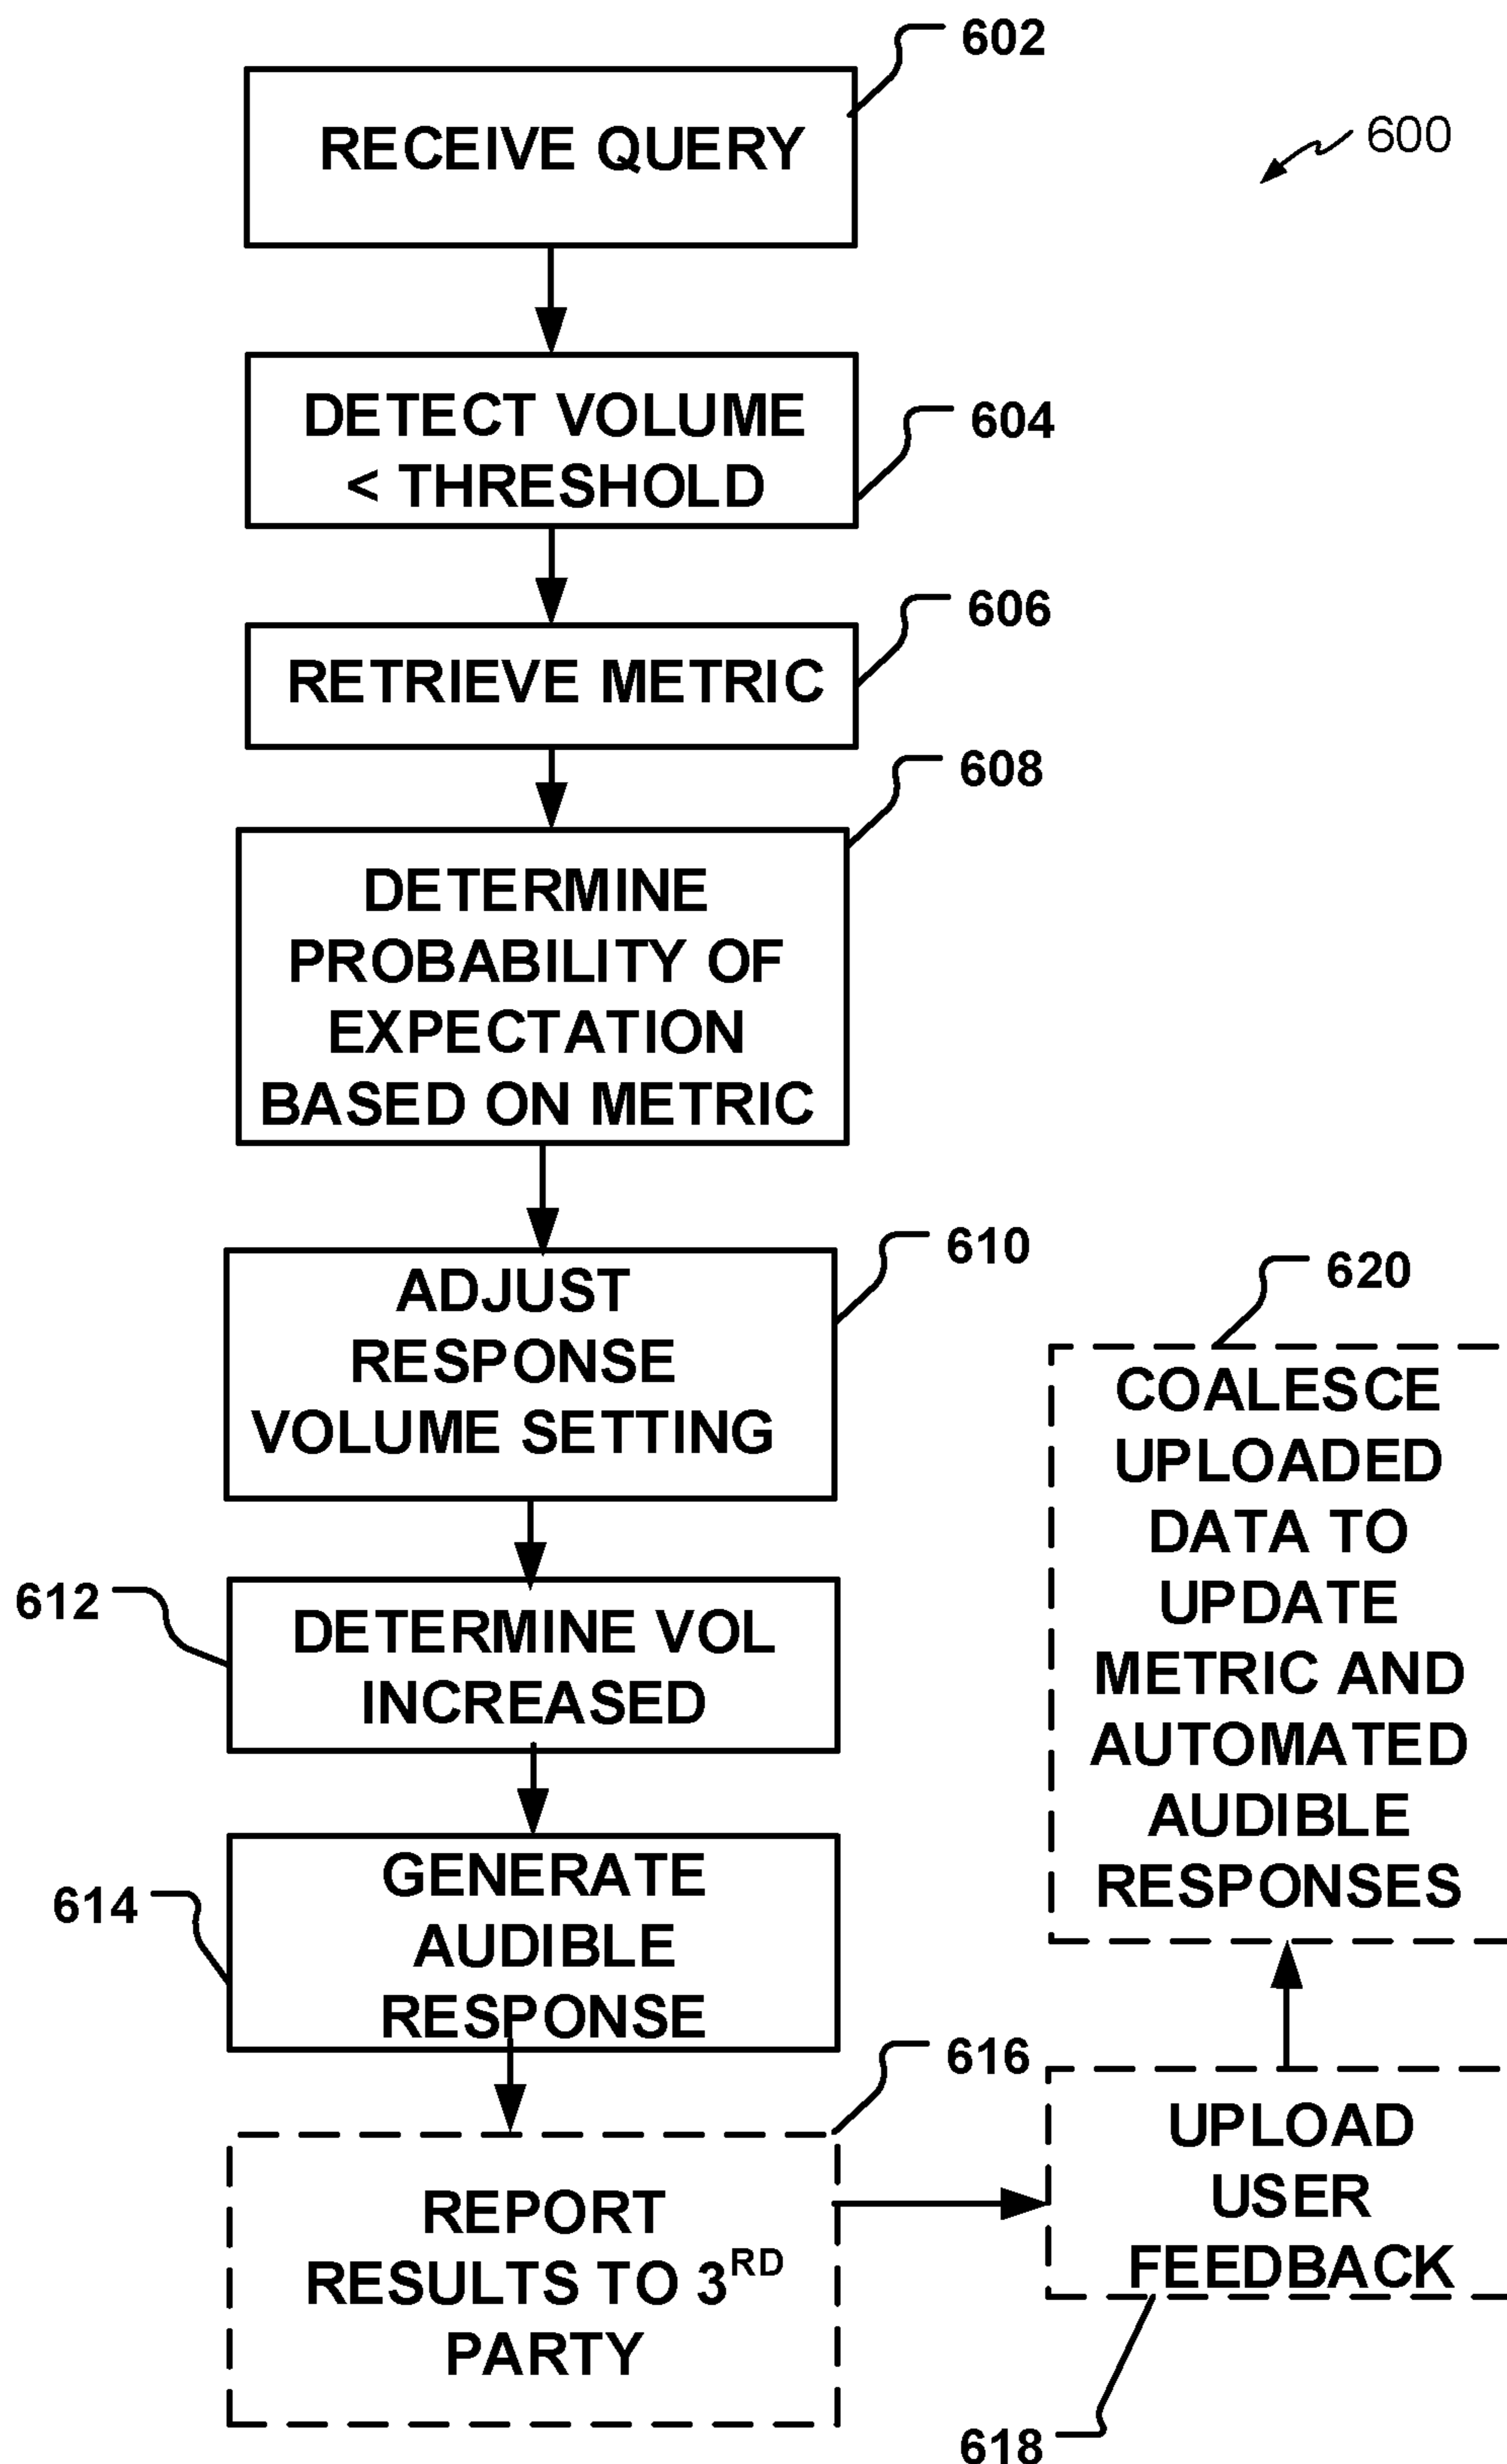 602
RECEIVE QUERY
600
DETECT VOLUME
< THRESHOLD
604
606
RETRIEVE METRIC
608
DETERMINE
PROBABILITY OF
EXPECTATION
BASED ON METRIC
610
ADJUST
RESPONSE
VOLUME SETTING
612
DETERMINE VOL
INCREASED
614
GENERATE
AUDIBLE
RESPONSE
616
REPORT
RESULTS TO 3RD
PARTY
UPLOAD
USER
FEEDBACK
618
620
COALESCE
UPLOADED
DATA TO
UPDATE
METRIC AND
AUTOMATED
AUDIBLE
RESPONSES